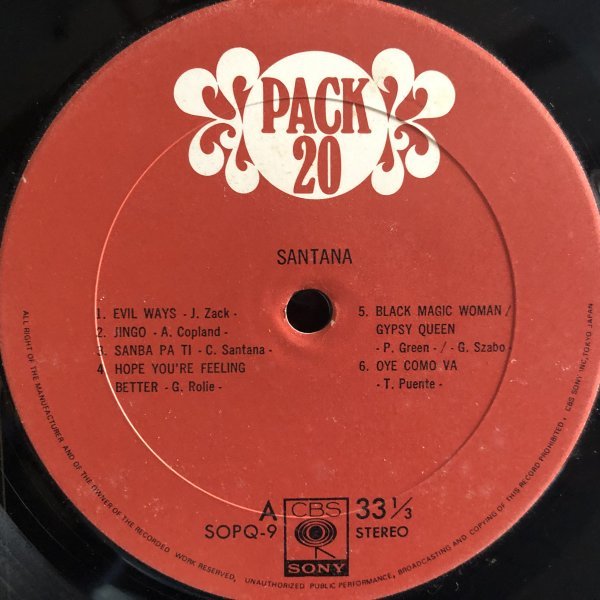 PACK
20
SANTANA
1. EVIL WAYS - J. Zack -
2. JINGO - A. Copland -
3. SANBA PA TI - C. Santana -
4 HOPE YOU'RE FEELING
BETTER - G. Rolie -
5. BLACK MAGIC WOMAN /
GYPSY QUEEN
- P. Green - / - G. Szabo -
6. OYE COMO VA
- T. Puente -
A
SOPQ-9
CBS
SONY
33 1/3
STEREO
ALL RIGHT OF THE MANUFACTURER AND OF THE OWNER OF THE RECORDED WORK RESERVED, UNAUTHORIZED PUBLIC PERFORMANCE, BROADCASTING AND COPYING OF THIS RECORD PROHIBITED, CBS SONY INC, TOKYO JAPAN